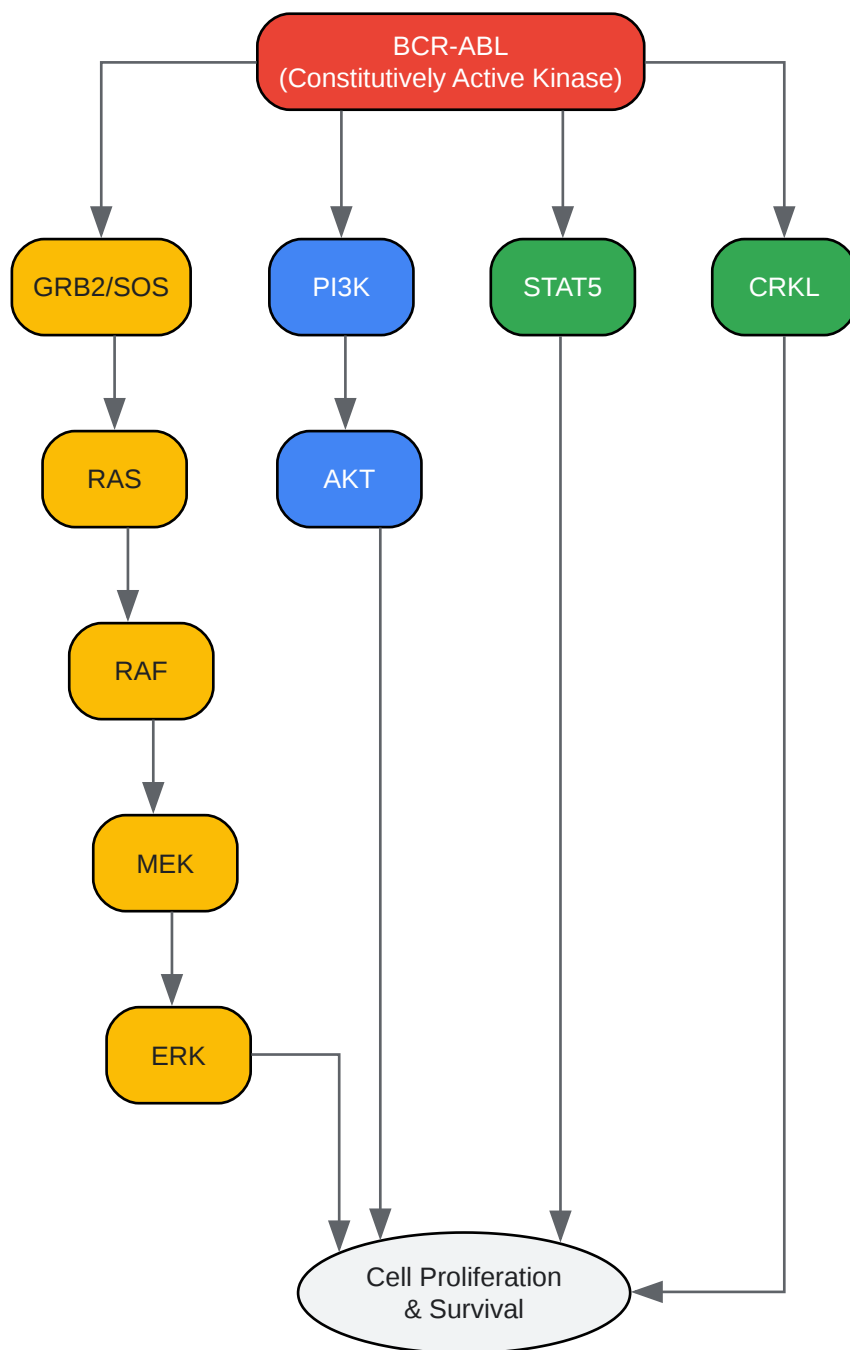 BCR-ABL
(Constitutively Active Kinase)
GRB2/SOS
PI3K
STAT5
CRKL
RAS
AKT
RAF
MEK
ERK
Cell Proliferation
& Survival